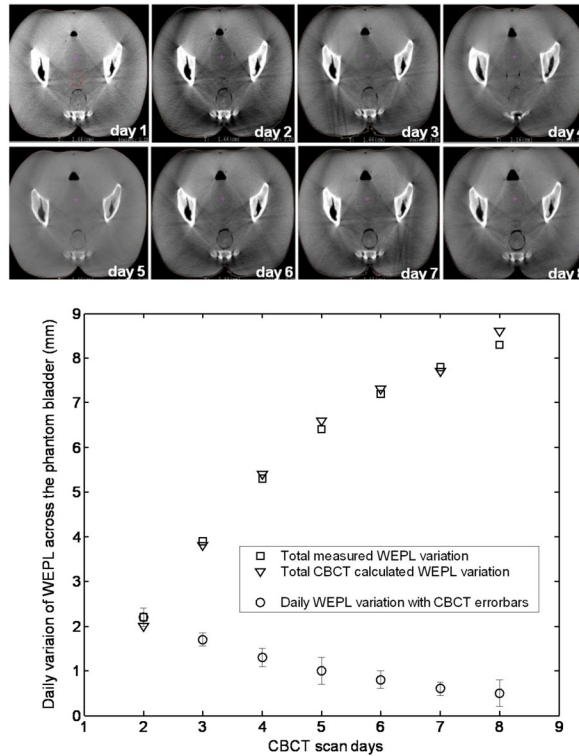 day 1
day 2
day 3
day 4
day 5
day 6
day 7
day 8
Daily variaion of WEPL across the phantom bladder (mm)
9
8
7
6
5
4
3
2
1
0
Total measured WEPL variation
Total CBCT calculated WEPL variation
Daily WEPL variation with CBCT errorbars
1 2 3 4 5 6 7 8 9
CBCT scan days